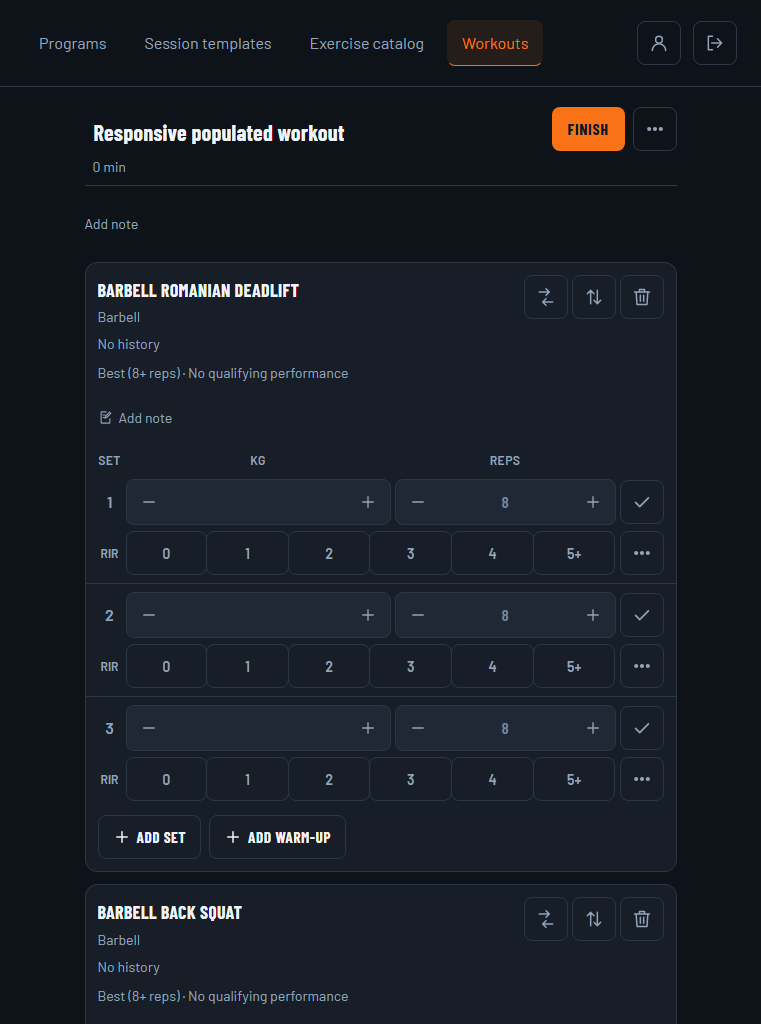 Programs Session templates Exercise catalog Workouts
Responsive populated workout FINISH
0 min
Add note
BARBELL ROMANIAN DEADLIFT
Barbell
No history
Best (8+ reps) · No qualifying performance
Add note
SET KG REPS
1 8
RIR 0 1 2 3 4 5+
2 8
RIR 0 1 2 3 4 5+
3 8
RIR 0 1 2 3 4 5+
ADD SET ADD WARM-UP
BARBELL BACK SQUAT
Barbell
No history
Best (8+ reps) · No qualifying performance